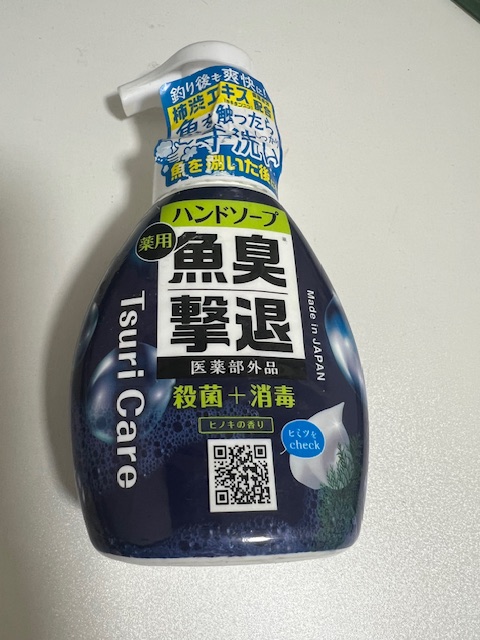 釣り後も爽快
柿渋エキス配合
魚を触ったら
手洗い
魚を捌いた後
ハンドソープ
薬用
魚臭※
撃退
医薬部外品
殺菌＋消毒
ヒノキの香り
Tsuri Care
Made in JAPAN
ヒミツを
check